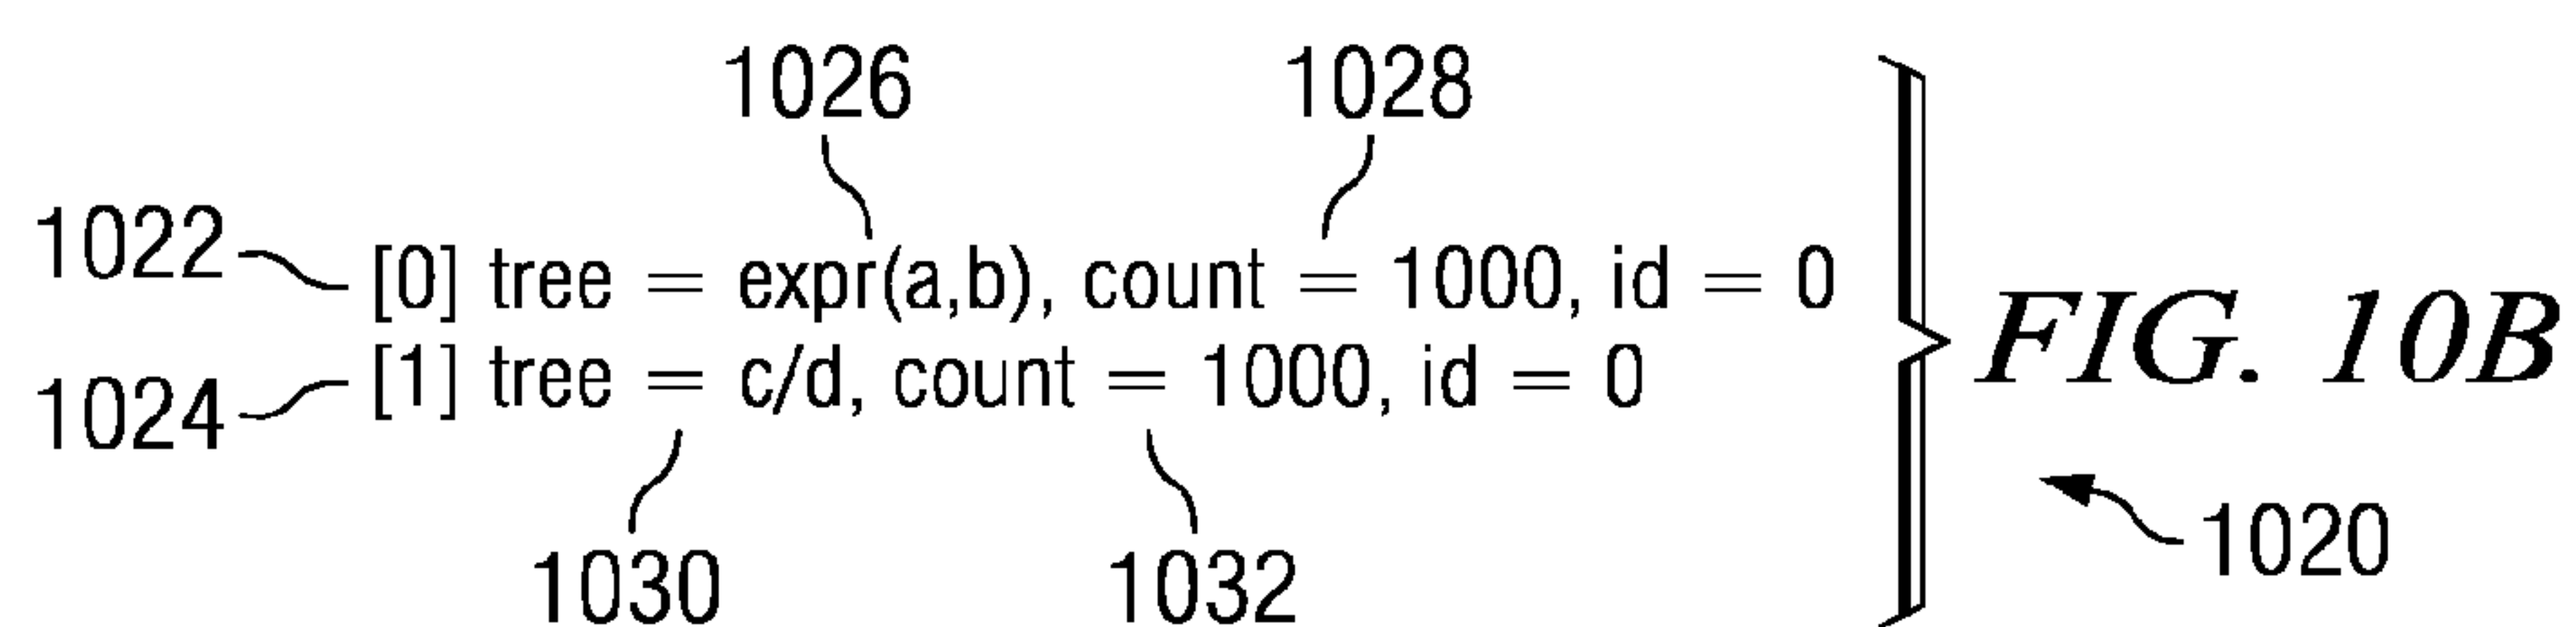 1026 1028
1022 [0] tree = expr(a,b), count = 1000, id = 0
1024 [1] tree = c/d, count = 1000, id = 0
FIG. 10B
1020
1030 1032